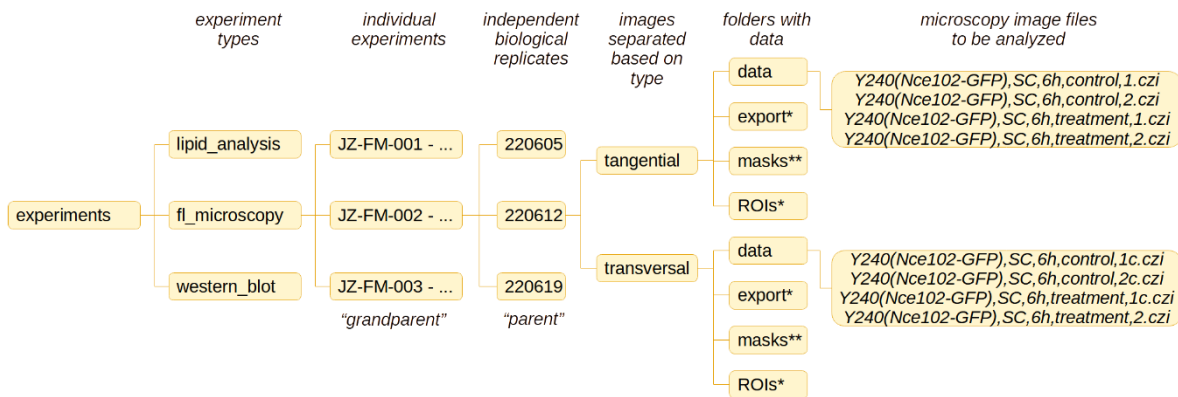 experiment
types
individual
experiments
independent
biological
replicates
images
separated
based on
type
folders with
data
microscopy image files
to be analyzed
experiments
lipid_analysis
fl_microscopy
western_blot
JZ-FM-001 - ...
JZ-FM-002 - ...
JZ-FM-003 - ...
"grandparent"
220605
220612
220619
"parent"
tangential
transversal
data
export*
masks**
ROIs*
data
export*
masks**
ROIs*
Y240(Nce102-GFP),SC,6h,control,1.czi
Y240(Nce102-GFP),SC,6h,control,2.czi
Y240(Nce102-GFP),SC,6h,treatment,1.czi
Y240(Nce102-GFP),SC,6h,treatment,2.czi
Y240(Nce102-GFP),SC,6h,control,1c.czi
Y240(Nce102-GFP),SC,6h,control,2c.czi
Y240(Nce102-GFP),SC,6h,treatment,1c.czi
Y240(Nce102-GFP),SC,6h,treatment,2.czi